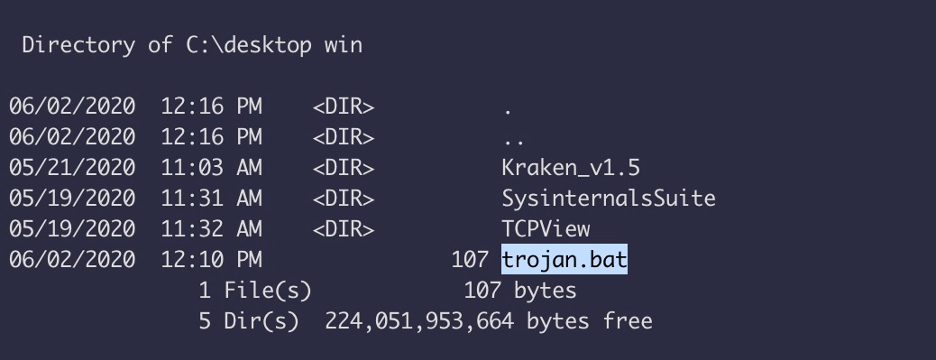 Directory of C:\desktop win
06/02/2020  12:16 PM    <DIR>          .
06/02/2020  12:16 PM    <DIR>          ..
05/21/2020  11:03 AM    <DIR>          Kraken_v1.5
05/19/2020  11:31 AM    <DIR>          SysinternalsSuite
05/19/2020  11:32 AM    <DIR>          TCPView
06/02/2020  12:10 PM               107 trojan.bat
1 File(s)            107 bytes
5 Dir(s)  224,051,953,664 bytes free